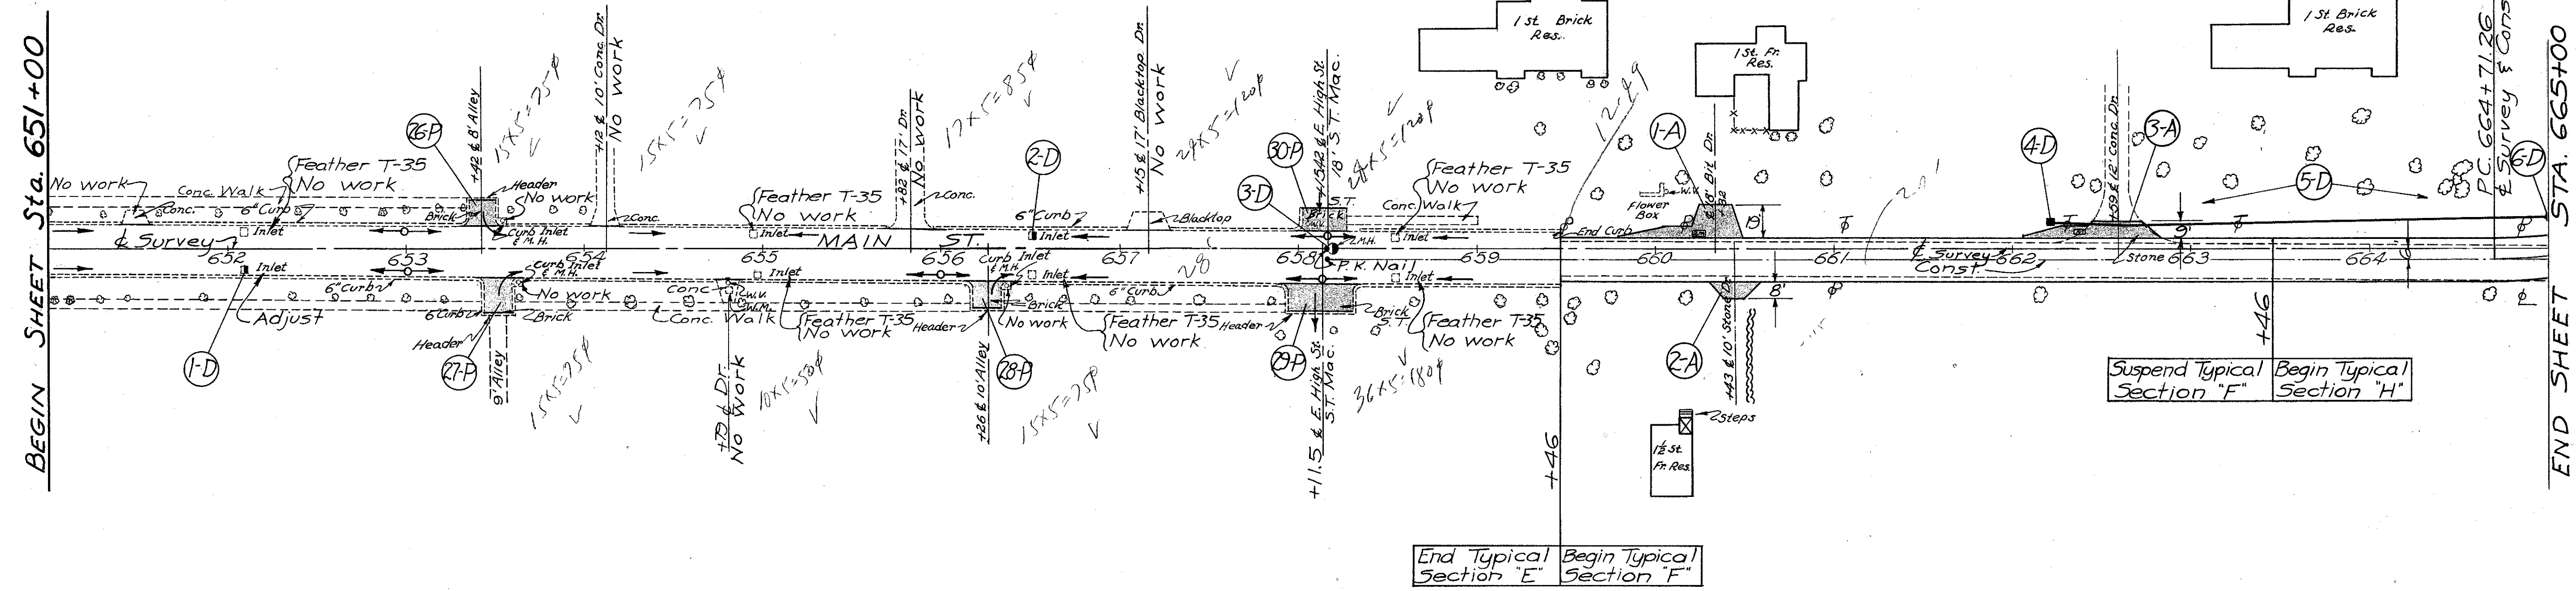 BEGIN SHEET Sta. 651+00
No work
Conc. Walk
Conc.
6" Curb
Feather T-35
No work
Inlet
℄ Survey
652
Inlet
Adjust
1-D
6" Curb
653
26-P
+42 ℄ 8' Alley
15x5=75¢
Header
No work
Brick
Curb Inlet
& M.H.
654
Curb Inlet
& M.H.
No work
6" Curb
Brick
Header
27-P
9' Alley
15x5=75¢
+12 ℄ 10' Conc. Dr.
No work
Conc.
15x5=75¢
Feather T-35
No work
Inlet
MAIN ST.
655
Inlet
Conc.
W.V.
W.M.
Conc. Walk
+79 ℄ Dr.
No work
10x5=50¢
Feather T-35
No work
+82 ℄ 17' Dr.
No work
Conc.
17x5=85¢
656
2-D
6" Curb
Inlet
Curb Inlet
& M.H.
Inlet
Brick
No work
Header
28-P
+26 ℄ 10' Alley
15x5=75¢
Feather T-35
No work
6" Curb
657
+15 ℄ 17' Blacktop Dr.
No work
Blacktop
24x5=120¢
30-P
3-D
+15.42 ℄ E. High St.
18' S.T. Mac.
S.T.
Brick
24x5=120¢
M.H.
658
P.K. Nail
Inlet
Header
Brick
S.T.
29-P
+11.5 ℄ E. High St.
S.T. Mac.
36x5=180¢
Feather T-35
No work
Conc. Walk
Inlet
Feather T-35
No work
659
1 St. Brick
Res.
End Curb
+46
End Typical
Section "E"
Begin Typical
Section "F"
1 St. Fr.
Res.
1-A
Flower
Box
W.V.
+32
19'
660
8'
2-A
+43 ℄ 10' Stone Dr.
Steps
1½ St.
Fr. Res.
661
4-D
+59 ℄ 12' Conc. Dr.
3-A
9'
℄ Survey
Const.
662
Stone
663
+46
Suspend Typical
Section "F"
Begin Typical
Section "H"
1 St. Brick
Res.
5-D
664
P.C. 664+71.26
℄ Survey & Cons
6-D
END SHEET STA. 665+00